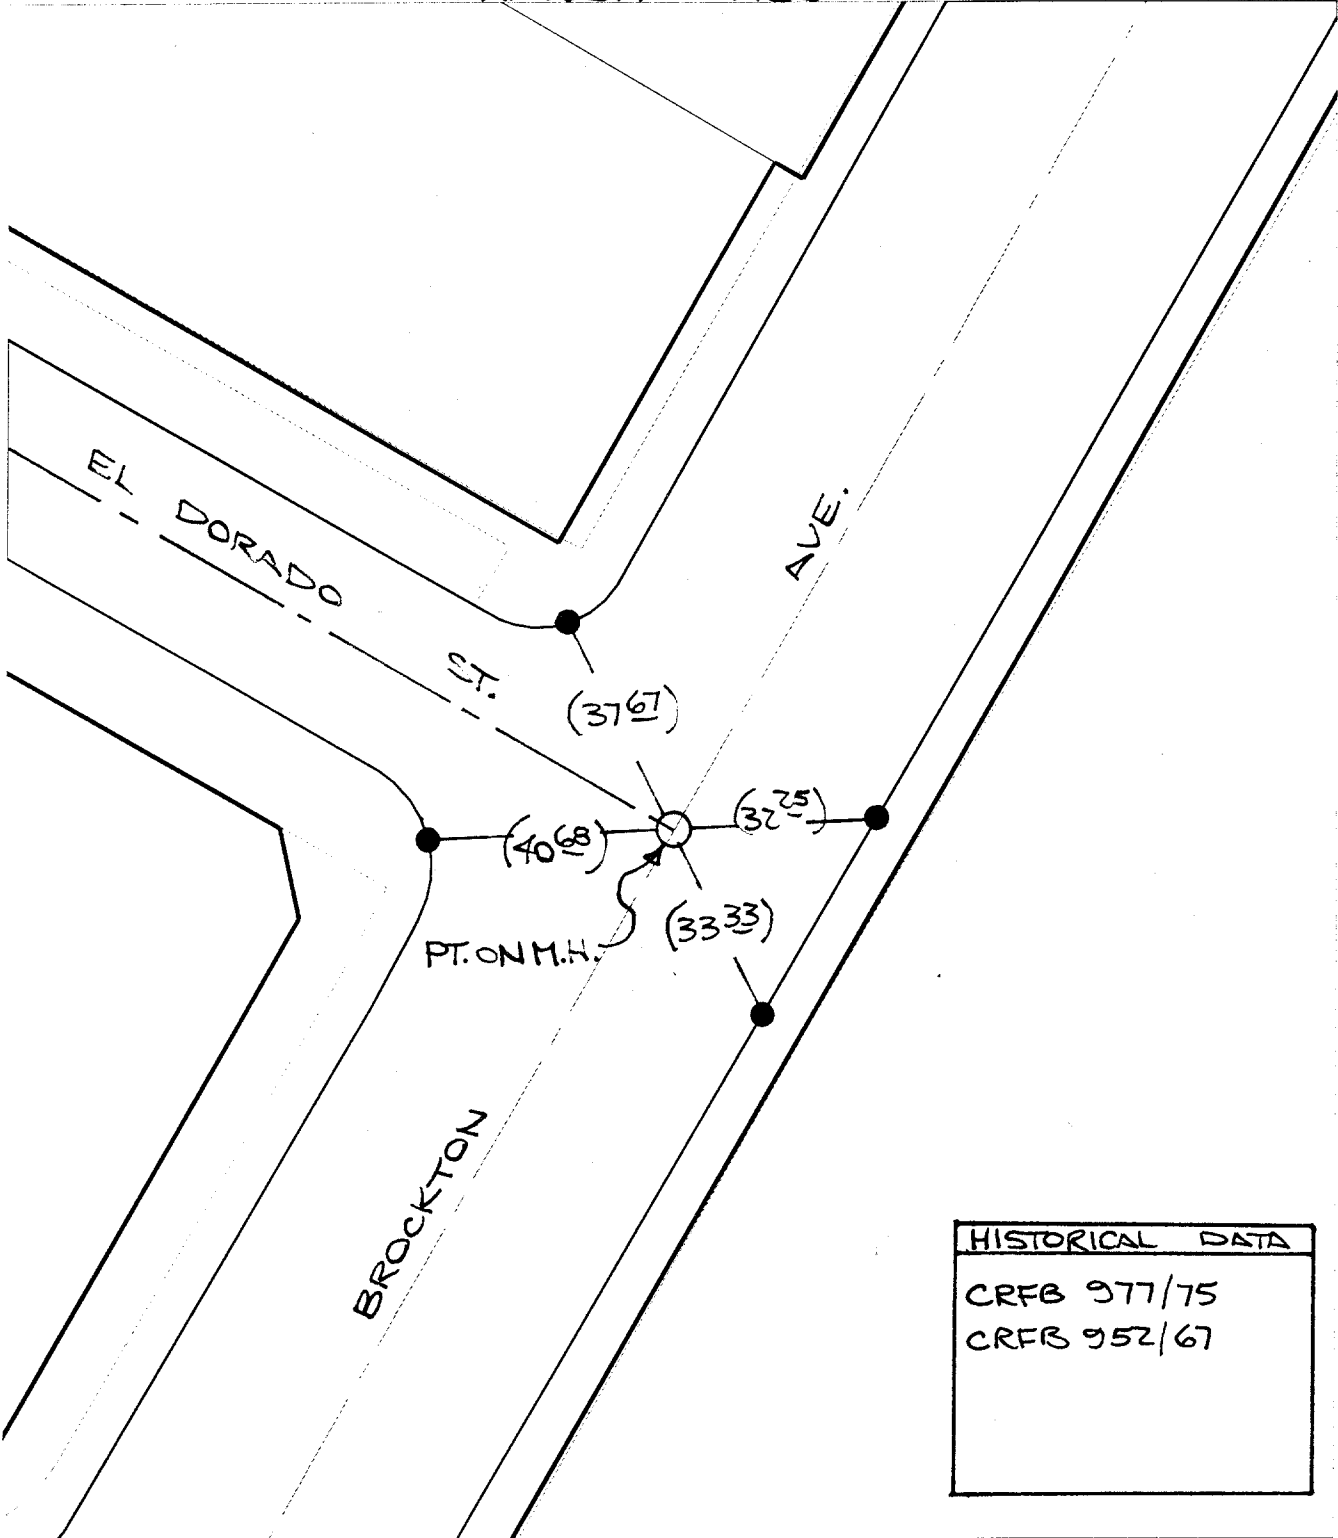 EL DORADO ST.
BROCKTON AVE.
(37 67)
(32 25)
(40 68)
(33 33)
PT. ON M.H.
HISTORICAL DATA
CRFB 977/75
CRFB 952/67